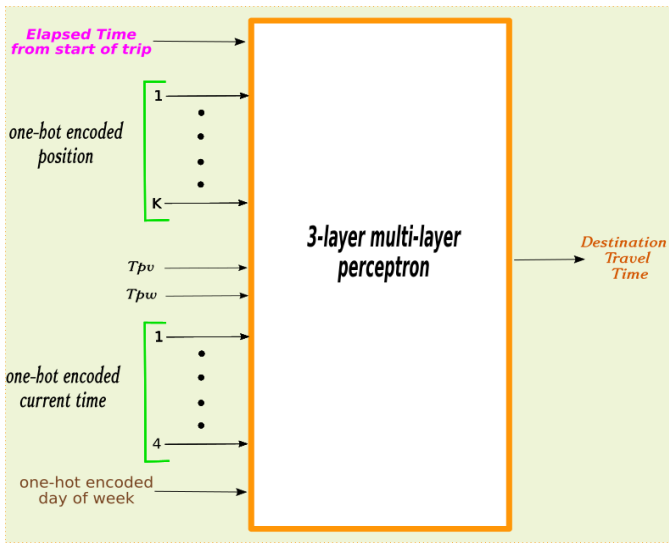 Elapsed Time
from start of trip
1
one-hot encoded
position
K
3-layer multi-layer
perceptron
Destination
Travel
Time
Tpv
Tpw
1
one-hot encoded
current time
4
one-hot encoded
day of week